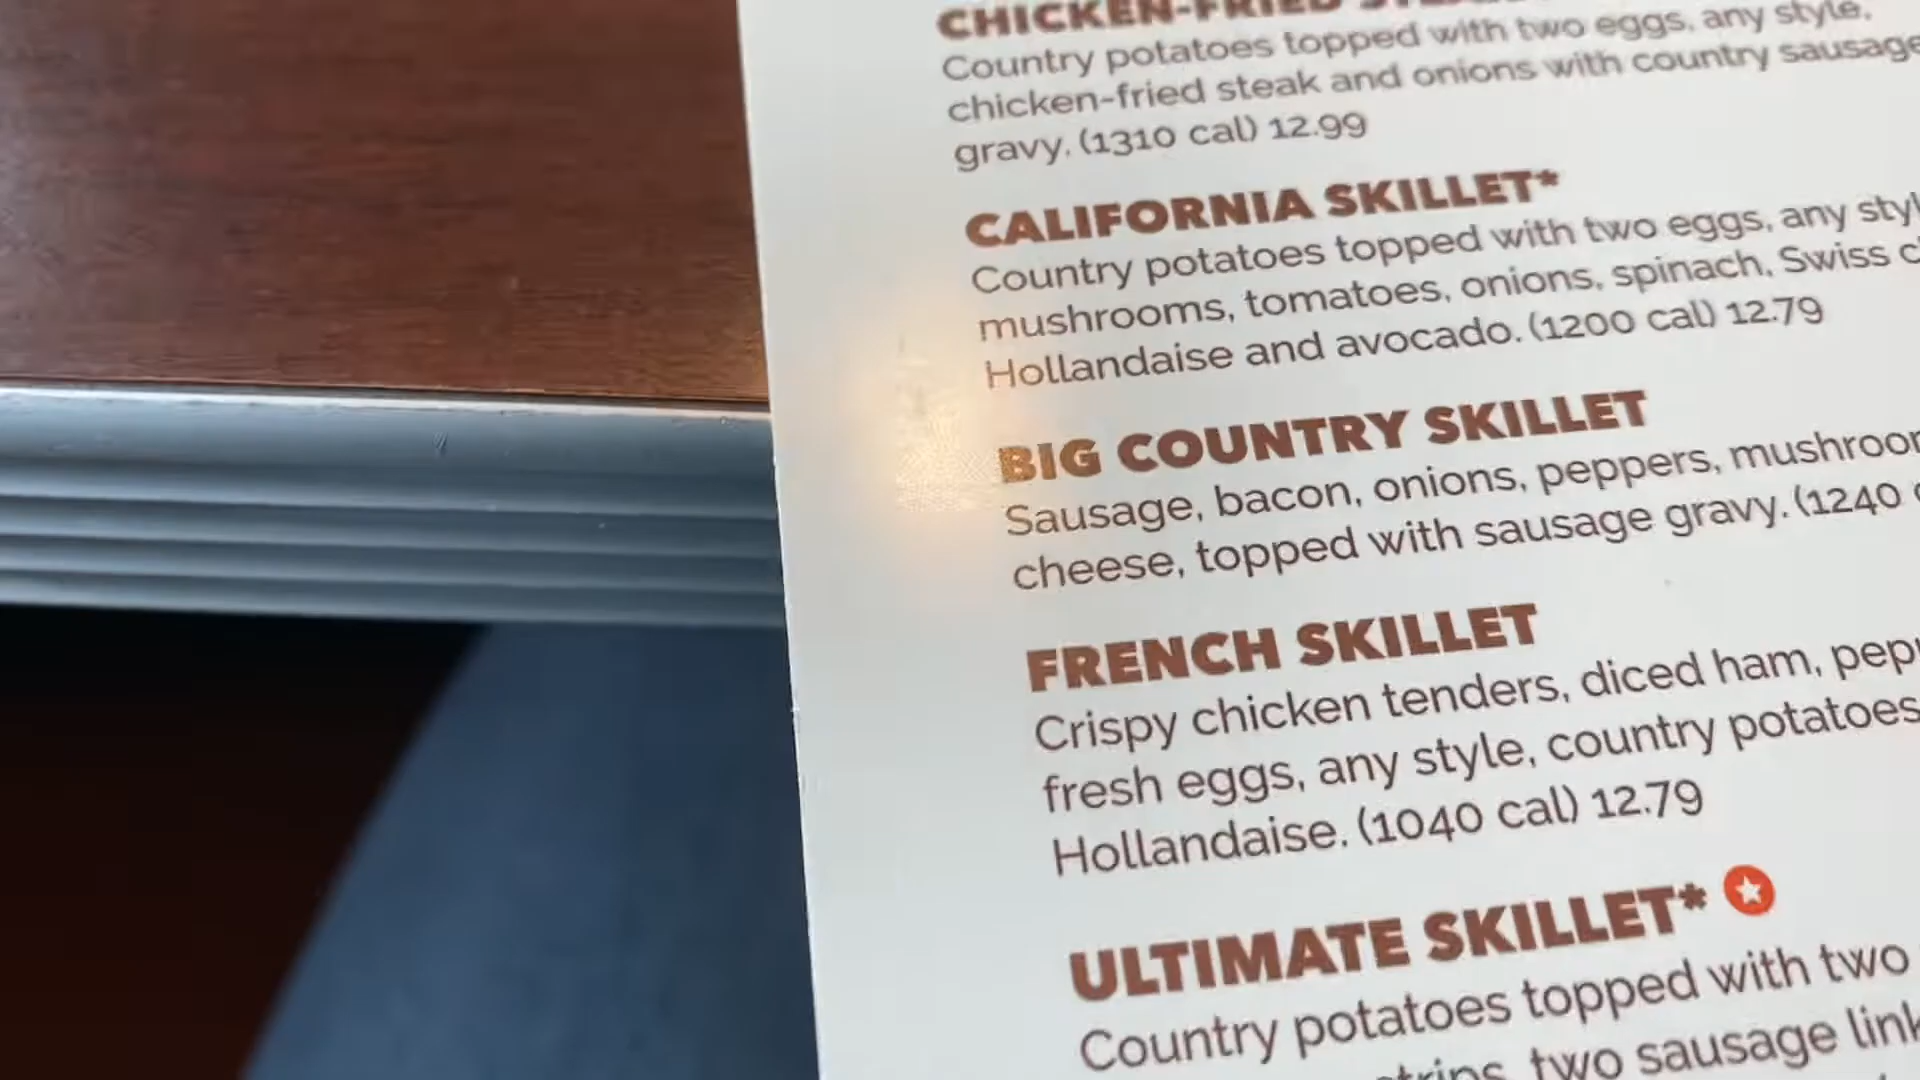 CHICKEN-FRIED
Country potatoes topped with two eggs, any style,
chicken-fried steak and onions with country sausage
gravy. (1310 cal) 12.99
CALIFORNIA SKILLET*
Country potatoes topped with two eggs, any
mushrooms, tomatoes, onions, spinach, Swiss
Hollandaise and avocado. (1200 cal) 12.79
BIG COUNTRY SKILLET
Sausage, bacon, onions, peppers,
cheese, topped with sausage gravy. (1240
FRENCH SKILLET
Crispy chicken tenders, diced ham,
fresh eggs, any style, country potatoes
Hollandaise. (1040 cal) 12.79
ULTIMATE SKILLET*
Country potatoes topped with two
two sausage